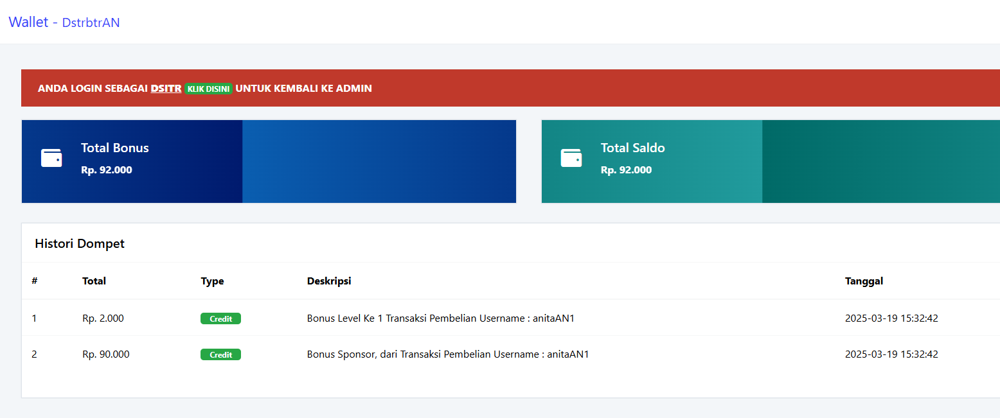 Wallet - DstrbtrAN
ANDA LOGIN SEBAGAI DSITR KLIK DISINI UNTUK KEMBALI KE ADMIN
Total Bonus
Rp. 92.000
Total Saldo
Rp. 92.000
Histori Dompet
# Total Type Deskripsi Tanggal
1 Rp. 2.000 Credit Bonus Level Ke 1 Transaksi Pembelian Username : anitaAN1 2025-03-19 15:32:42
2 Rp. 90.000 Credit Bonus Sponsor, dari Transaksi Pembelian Username : anitaAN1 2025-03-19 15:32:42